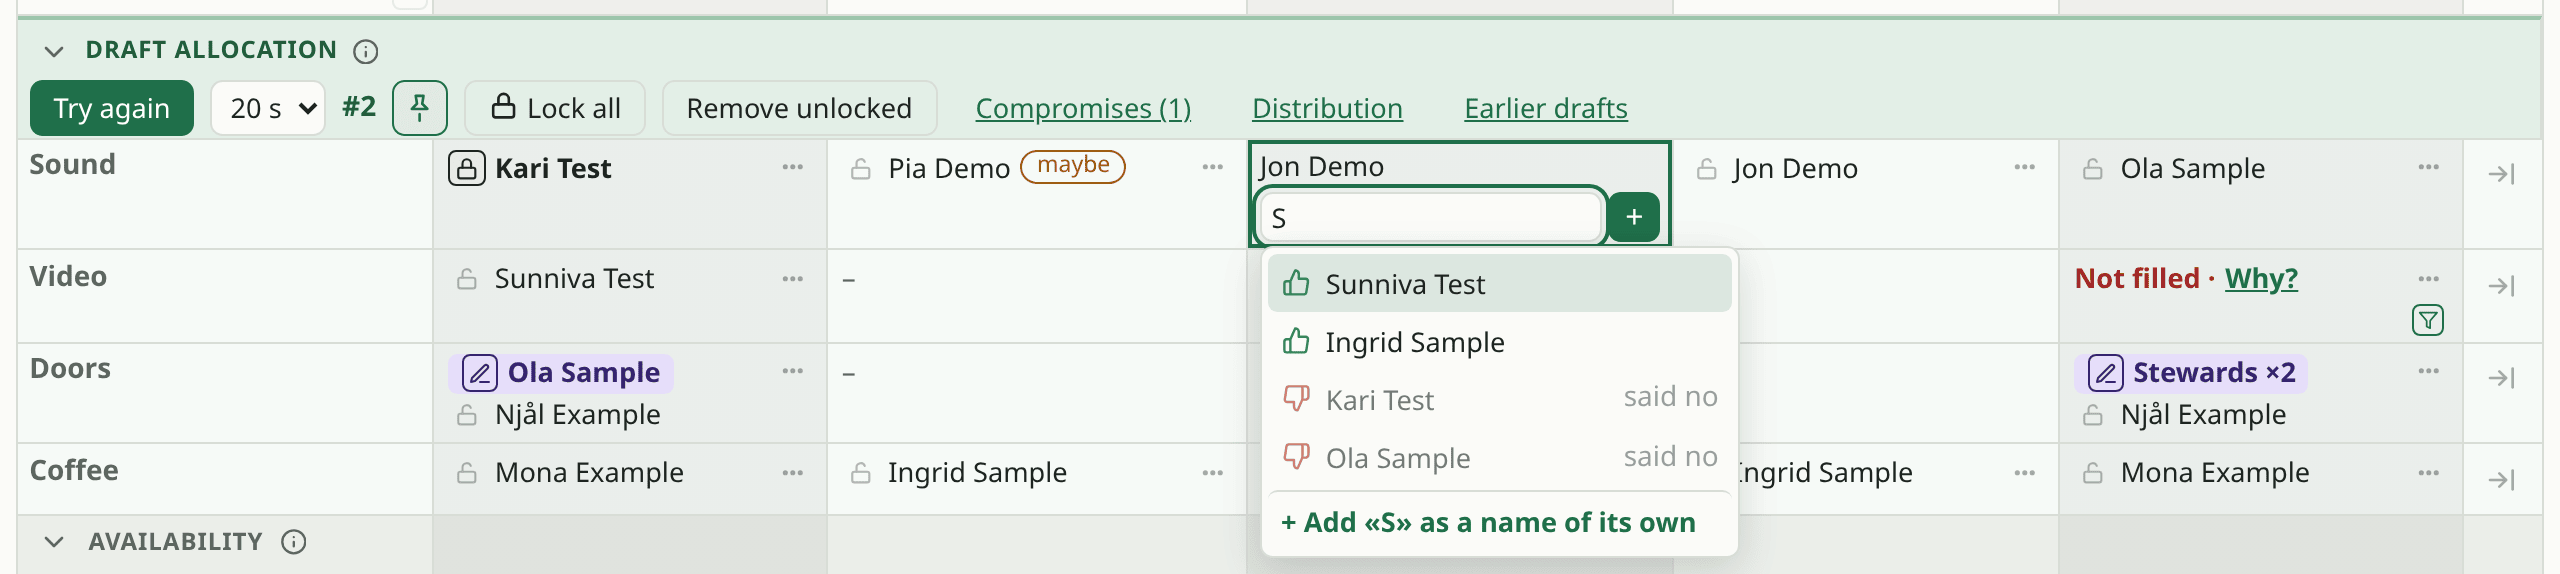 DRAFT ALLOCATION
Try again 20 s #2 Lock all Remove unlocked Compromises (1) Distribution Earlier drafts
Sound Kari Test Pia Demo maybe Jon Demo Jon Demo Ola Sample
S +
Video Sunniva Test – Not filled · Why?
Sunniva Test
Ingrid Sample
Doors Ola Sample – Stewards ×2
Njål Example Njål Example
Kari Test said no
Ola Sample said no
Coffee Mona Example Ingrid Sample Ingrid Sample Mona Example
+ Add «S» as a name of its own
AVAILABILITY